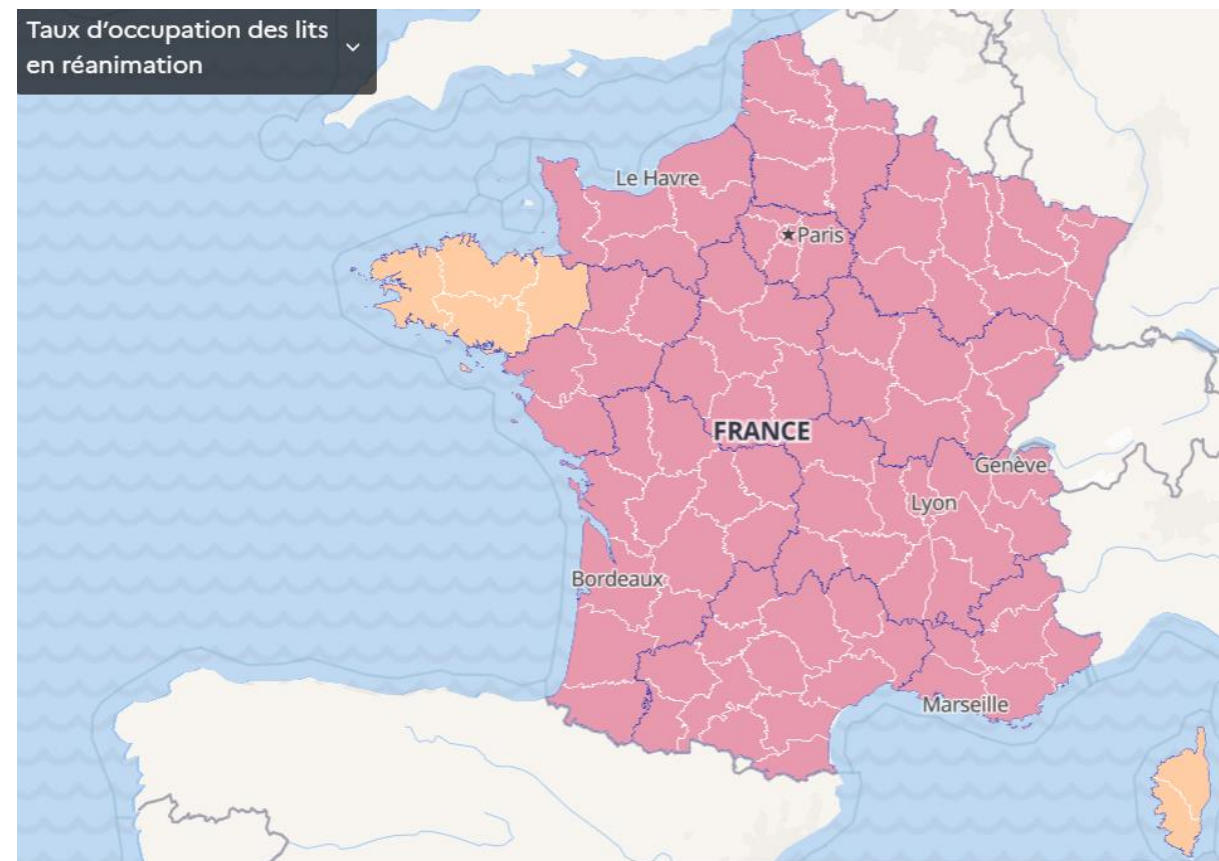 Taux d'occupation des lits
en réanimation
Le Havre
★Paris
FRANCE
Genève
Lyon
Bordeaux
Marseille